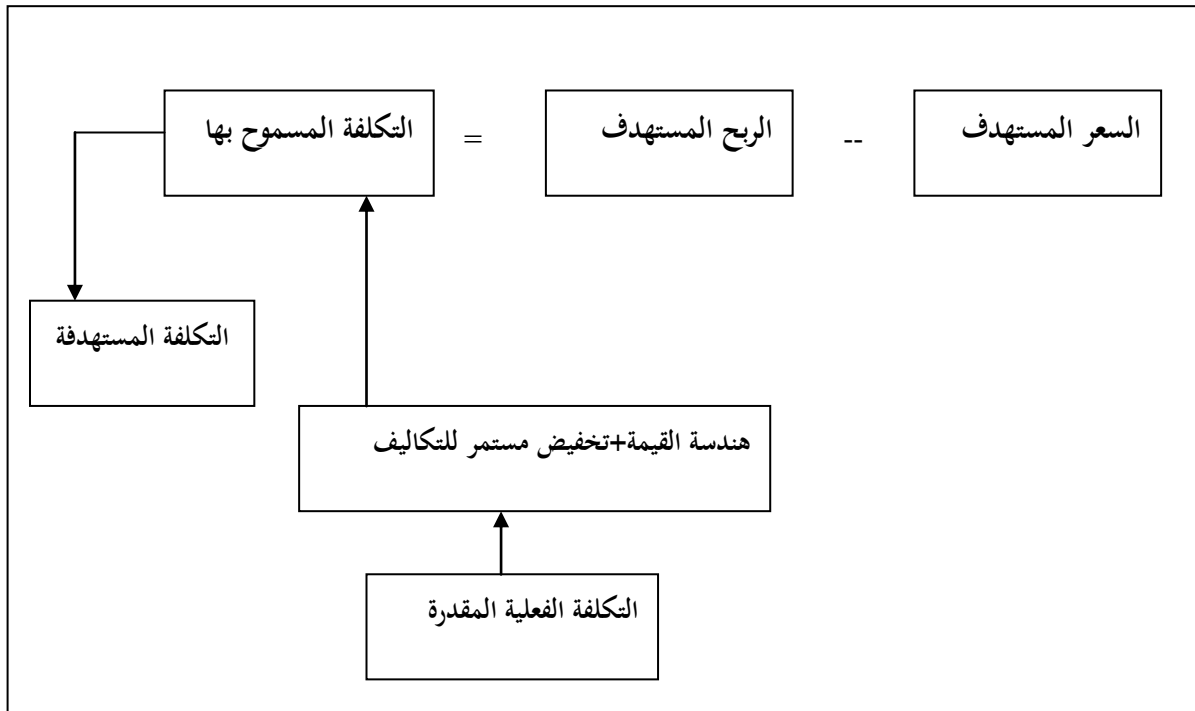 السعر المستهدف -- الربح المستهدف = التكلفة المسموح بها
التكلفة المستهدفة
هندسة القيمة+تخفيض مستمر للتكاليف
التكلفة الفعلية المقدرة